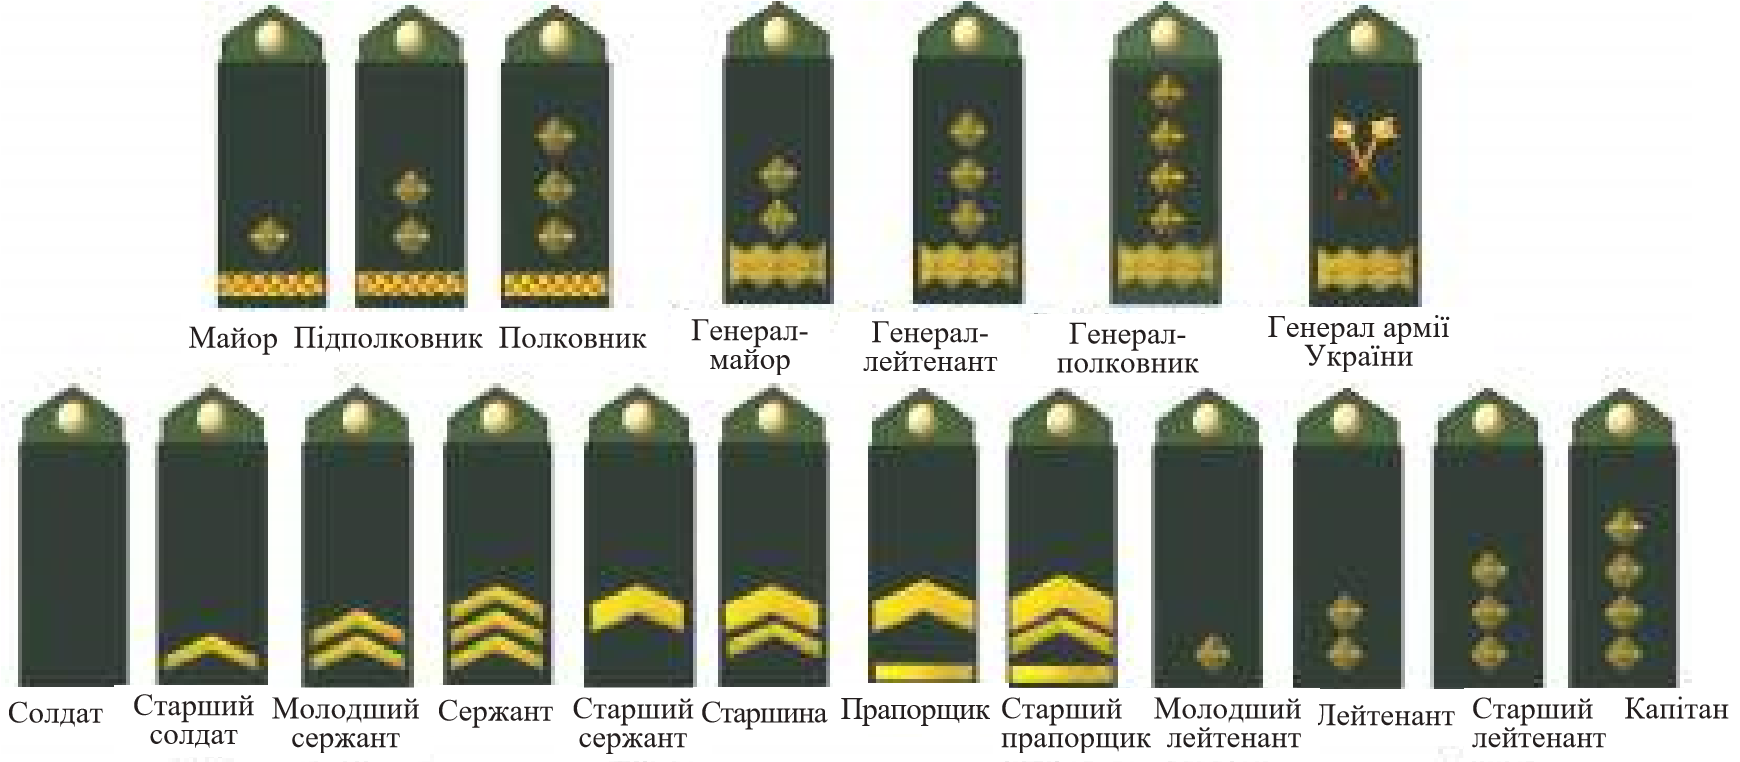 Майор Підполковник Полковник Генерал-
майор Генерал-
лейтенант Генерал-
полковник Генерал армії
України
Солдат Старший
солдат Молодший
сержант Сержант Старший
сержант Старшина Прапорщик Старший
прапорщик Молодший
лейтенант Лейтенант Старший
лейтенант Капітан